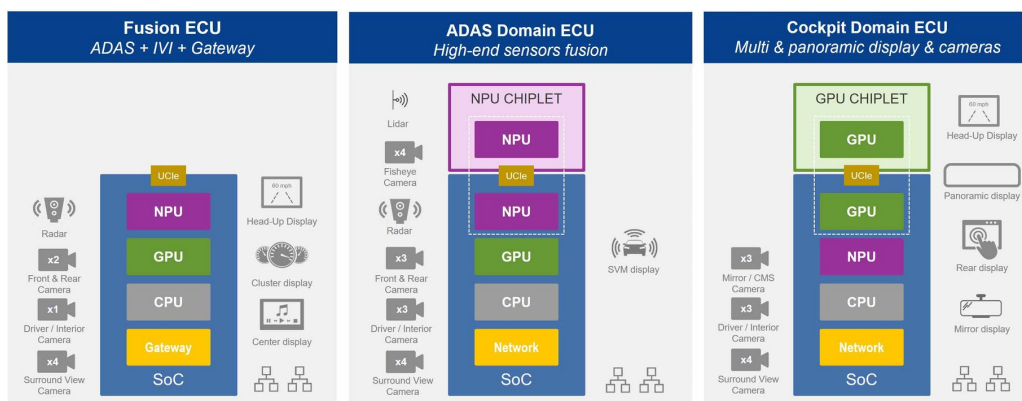 Fusion ECU
ADAS + IVI + Gateway
UCIe
NPU
GPU
CPU
Gateway
SoC
Radar
x2
Front & Rear
Camera
x1
Driver / Interior
Camera
x4
Surround View
Camera
60 mph
Head-Up Display
Cluster display
Center display
ADAS Domain ECU
High-end sensors fusion
NPU CHIPLET
NPU
UCIe
NPU
GPU
CPU
Network
SoC
Lidar
x4
Fisheye
Camera
Radar
x3
Front & Rear
Camera
x3
Driver / Interior
Camera
x4
Surround View
Camera
SVM display
Cockpit Domain ECU
Multi & panoramic display & cameras
GPU CHIPLET
GPU
UCIe
GPU
NPU
CPU
Network
SoC
x3
Mirror / CMS
Camera
x3
Driver / Interior
Camera
x4
Surround View
Camera
60 mph
Head-Up Display
Panoramic display
Rear display
Mirror display